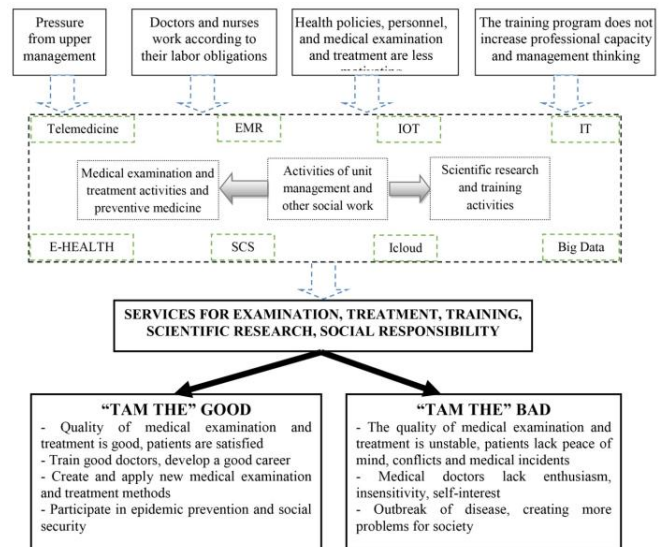 Pressure
from upper
management
Doctors and nurses
work according to
their labor obligations
Health policies, personnel,
and medical examination
and treatment are less
The training program does not
increase professional capacity
and management thinking
Telemedicine
EMR
IOT
IT
Medical examination and
treatment activities and
preventive medicine
Activities of unit
management and
other social work
Scientific research
and training
activities
E-HEALTH
SCS
Icloud
Big Data
SERVICES FOR EXAMINATION, TREATMENT, TRAINING,
SCIENTIFIC RESEARCH, SOCIAL RESPONSIBILITY
“TAM THE” GOOD
- Quality of medical examination and
treatment is good, patients are satisfied
- Train good doctors, develop a good career
- Create and apply new medical examination
and treatment methods
- Participate in epidemic prevention and social
security
“TAM THE” BAD
- The quality of medical examination and
treatment is unstable, patients lack peace of
mind, conflicts and medical incidents
- Medical doctors lack enthusiasm,
insensitivity, self-interest
- Outbreak of disease, creating more
problems for society